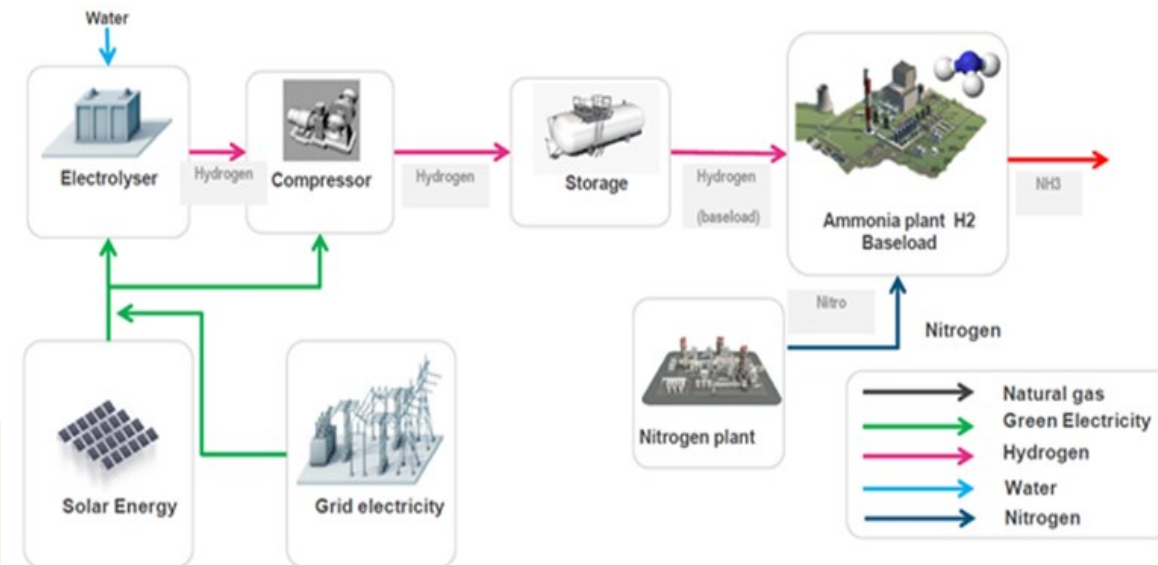 Water
Electrolyser
Hydrogen
Compressor
Hydrogen
Storage
Hydrogen
(baseload)
Ammonia plant H2
Baseload
NH3
Nitro
Nitrogen
Nitrogen plant
Solar Energy
Grid electricity
Natural gas
Green Electricity
Hydrogen
Water
Nitrogen